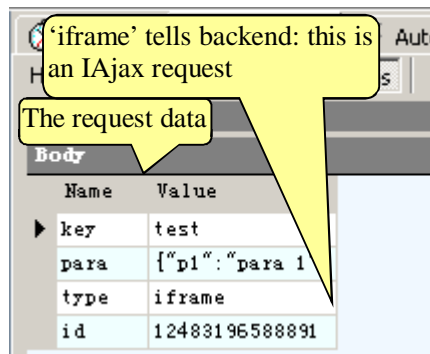 ‘iframe’ tells backend: this is
an IAjax request
The request data
Body
Name Value
key test
para {"p1":"para 1
type iframe
id 12483196588891